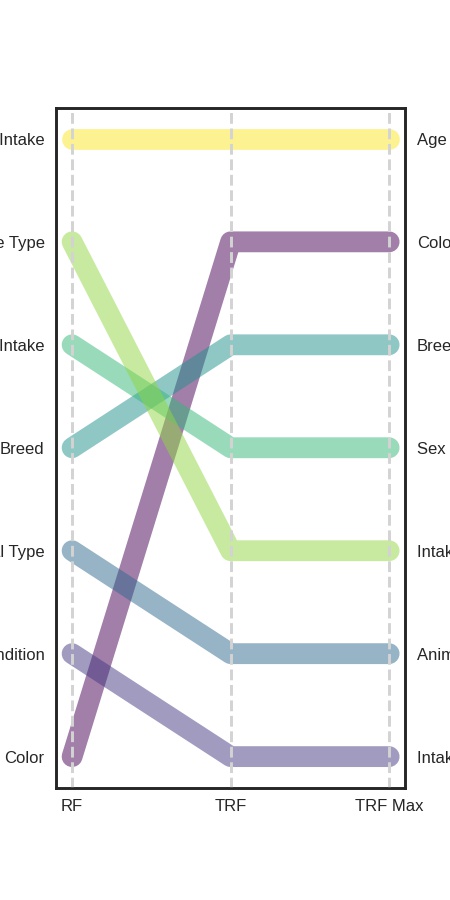 Intake
Age
e Type
Colo
Intake
Bree
Breed
Sex
l Type
Intak
ndition
Anim
Color
Intak
RF
TRF
TRF Max